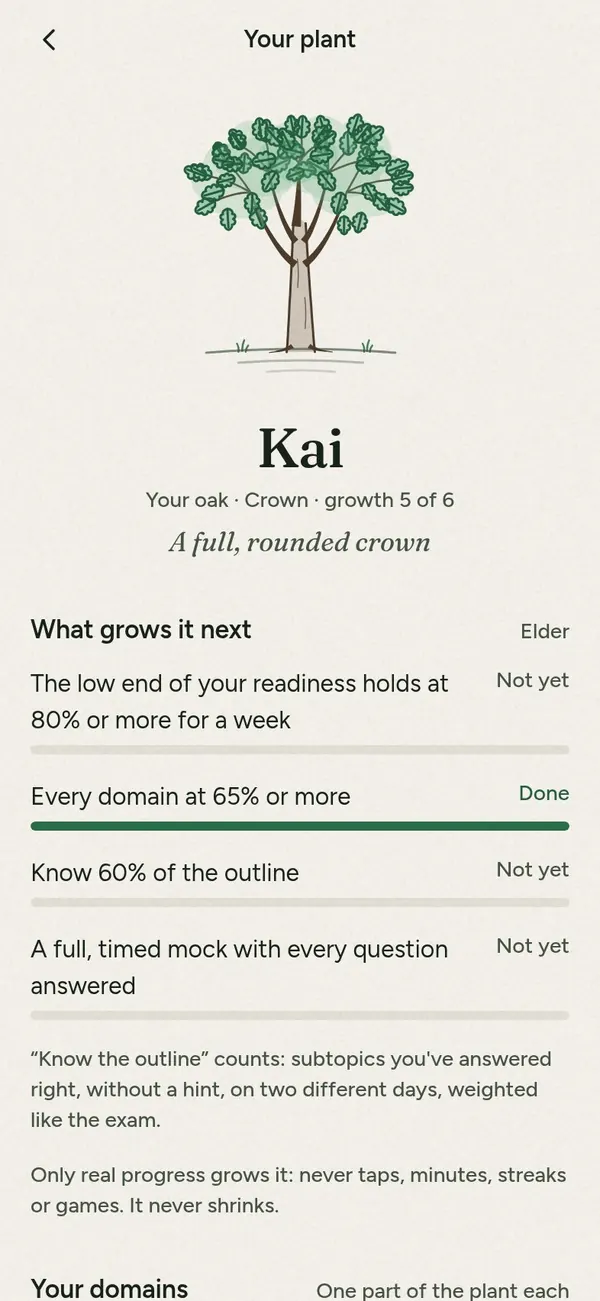 Your plant
Kai
Your oak · Crown · growth 5 of 6
A full, rounded crown
What grows it next
Elder
The low end of your readiness holds at
80% or more for a week
Not yet
Every domain at 65% or more
Done
Know 60% of the outline
Not yet
A full, timed mock with every question
answered
Not yet
“Know the outline” counts: subtopics you've answered
right, without a hint, on two different days, weighted
like the exam.
Only real progress grows it: never taps, minutes, streaks
or games. It never shrinks.
Your domains
One part of the plant each